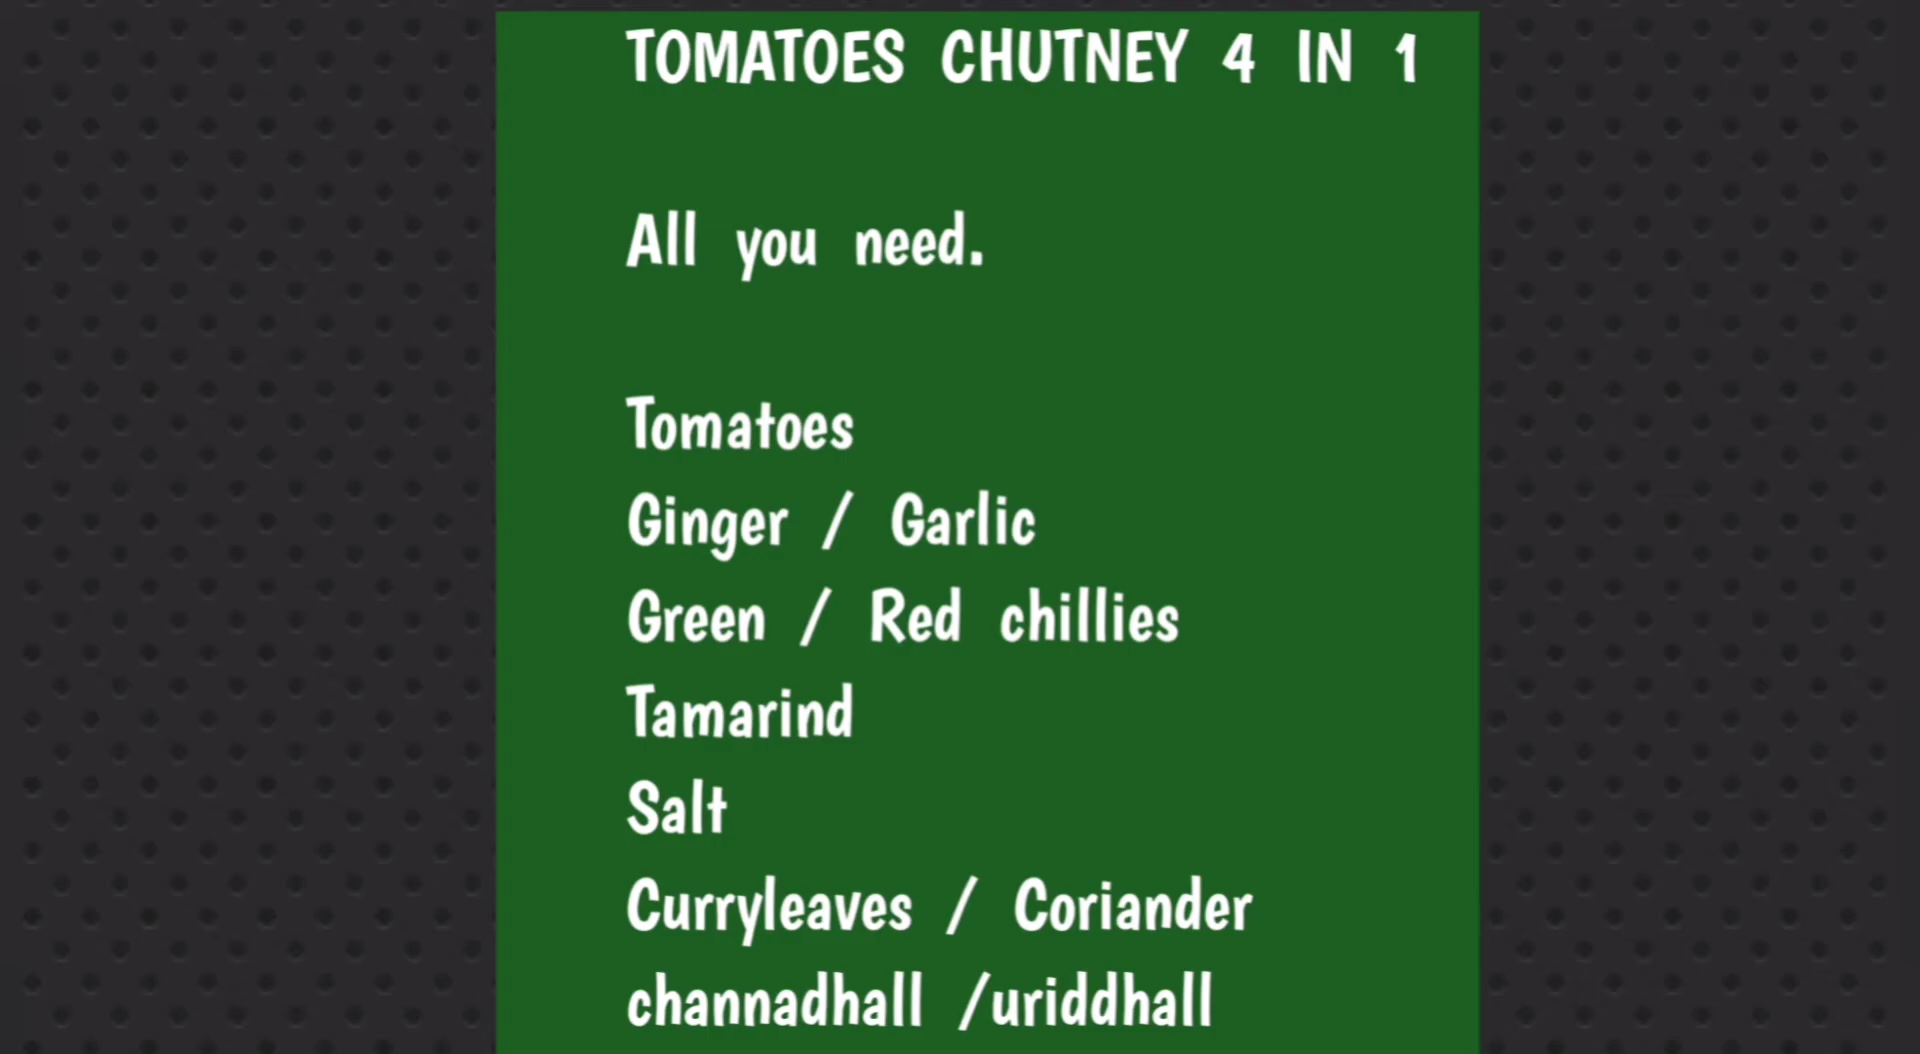 TOMATOES CHUTNEY 4 IN 1
All you need.
Tomatoes
Ginger / Garlic
Green / Red chillies
Tamarind
Salt
Curryleaves / Coriander
channadhall /uriddhall